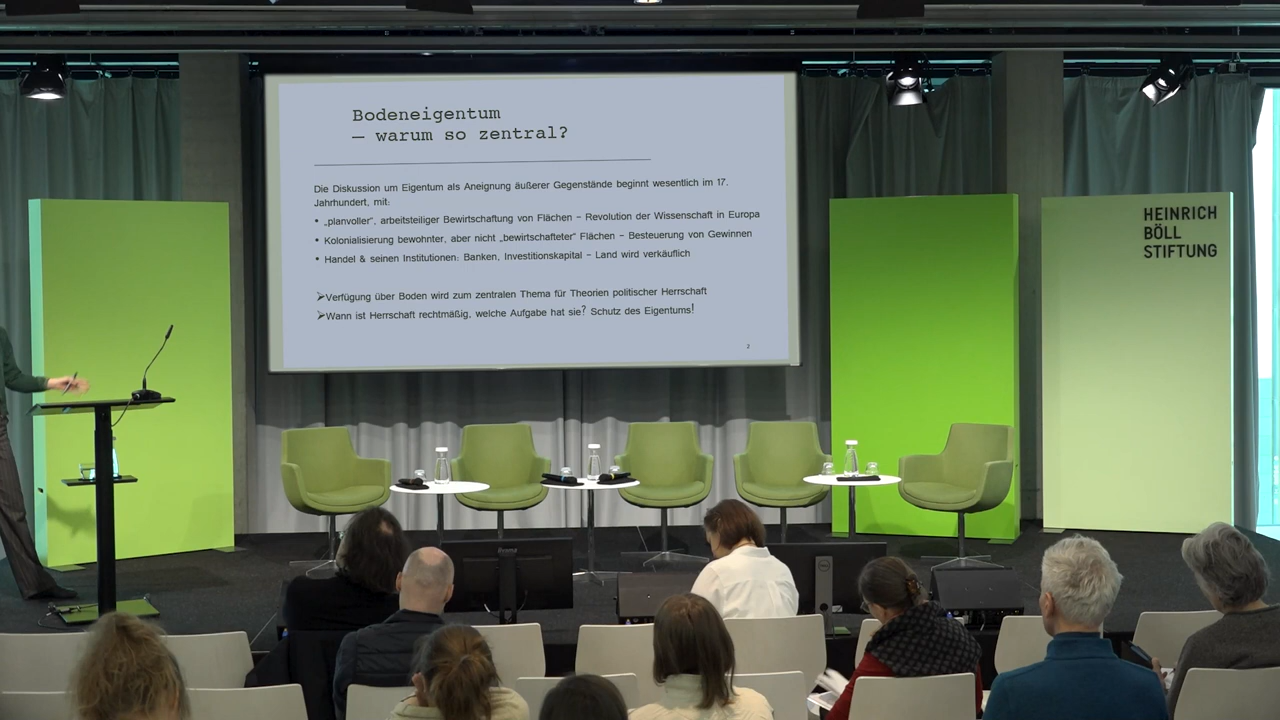 Bodeneigentum
– warum so zentral?
Die Diskussion um Eigentum als Aneignung äußerer Gegenstände beginnt wesentlich im 17.
Jahrhundert, mit:
• „planvoller“, arbeitsteiliger Bewirtschaftung von Flächen – Revolution der Wissenschaft in Europa
• Kolonialisierung bewohnter, aber nicht „bewirtschafteter“ Flächen – Besteuerung von Gewinnen
• Handel & seinen Institutionen: Banken, Investitionskapital – Land wird verkäuflich
➢Verfügung über Boden wird zum zentralen Thema für Theorien politischer Herrschaft
➢Wann ist Herrschaft rechtmäßig, welche Aufgabe hat sie? Schutz des Eigentums!
2
HEINRICH
BÖLL
STIFTUNG